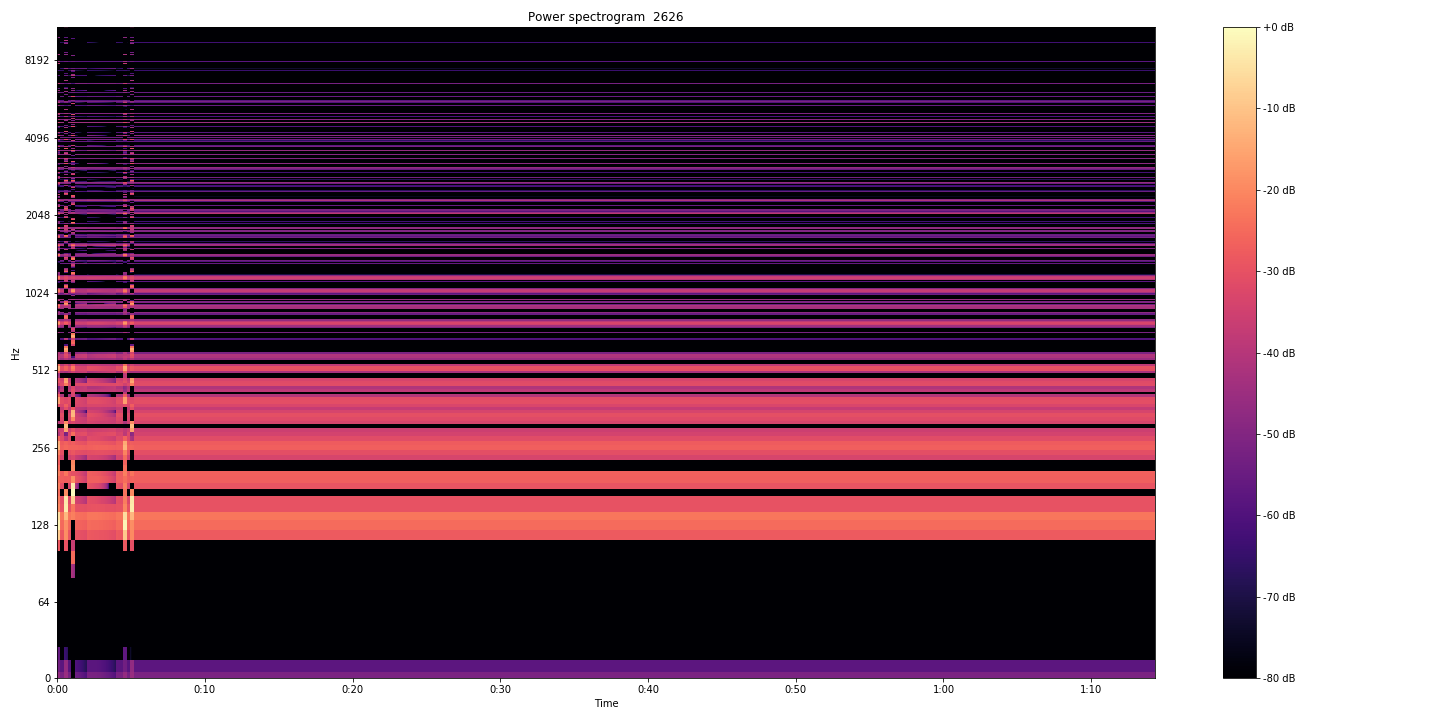 Power spectrogram  2626
Hz
8192
4096
2048
1024
512
256
128
64
0
0:00
0:10
0:20
0:30
0:40
0:50
1:00
1:10
Time
+0 dB
-10 dB
-20 dB
-30 dB
-40 dB
-50 dB
-60 dB
-70 dB
-80 dB